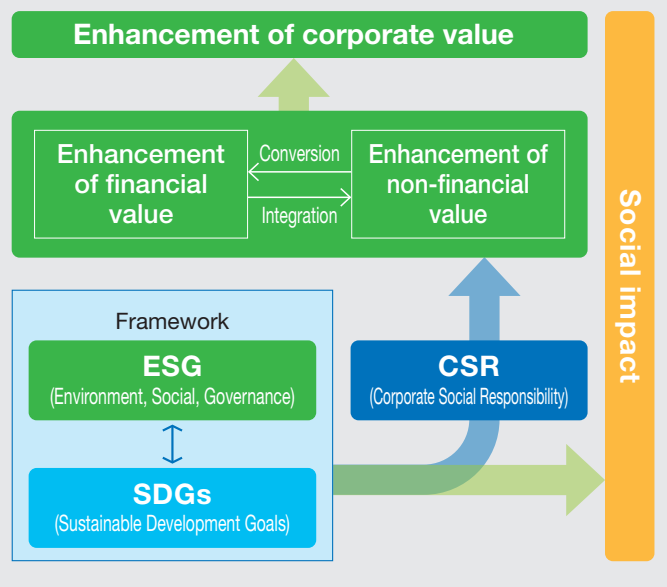 Enhancement of corporate value
Enhancement
of financial
value
Conversion
Integration
Enhancement of
non-financial
value
Social impact
Framework
ESG
(Environment, Social, Governance)
CSR
(Corporate Social Responsibility)
SDGs
(Sustainable Development Goals)